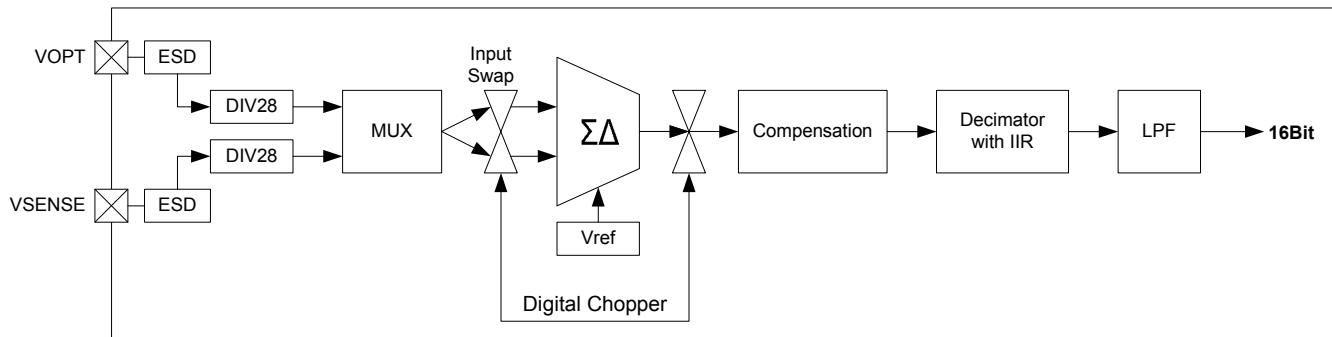 VOPT
ESD
DIV28
DIV28
VSENSE
ESD
MUX
Input
Swap
ΣΔ
Vref
Digital Chopper
Compensation
Decimator
with IIR
LPF
16Bit